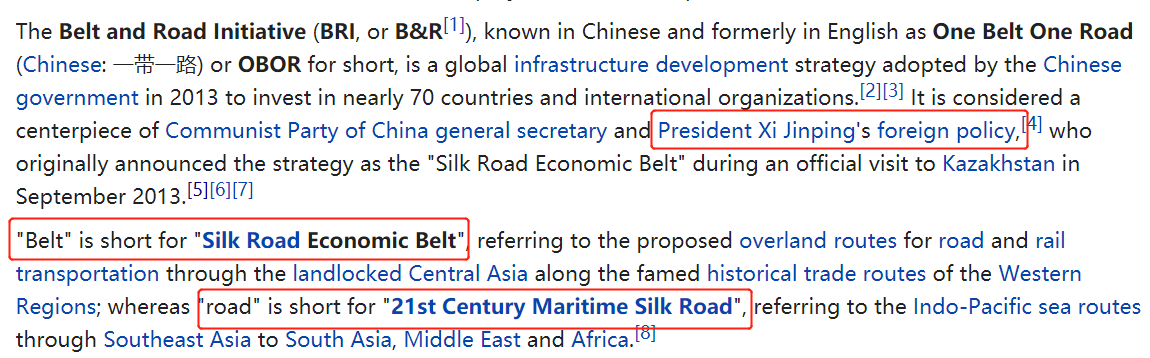 The Belt and Road Initiative (BRI, or B&R[1]), known in Chinese and formerly in English as One Belt One Road
(Chinese: 一带一路) or OBOR for short, is a global infrastructure development strategy adopted by the Chinese
government in 2013 to invest in nearly 70 countries and international organizations.[2][3] It is considered a
centerpiece of Communist Party of China general secretary and President Xi Jinping's foreign policy,[4] who
originally announced the strategy as the "Silk Road Economic Belt" during an official visit to Kazakhstan in
September 2013.[5][6][7]
"Belt" is short for "Silk Road Economic Belt", referring to the proposed overland routes for road and rail
transportation through the landlocked Central Asia along the famed historical trade routes of the Western
Regions; whereas "road" is short for "21st Century Maritime Silk Road", referring to the Indo-Pacific sea routes
through Southeast Asia to South Asia, Middle East and Africa.[8]